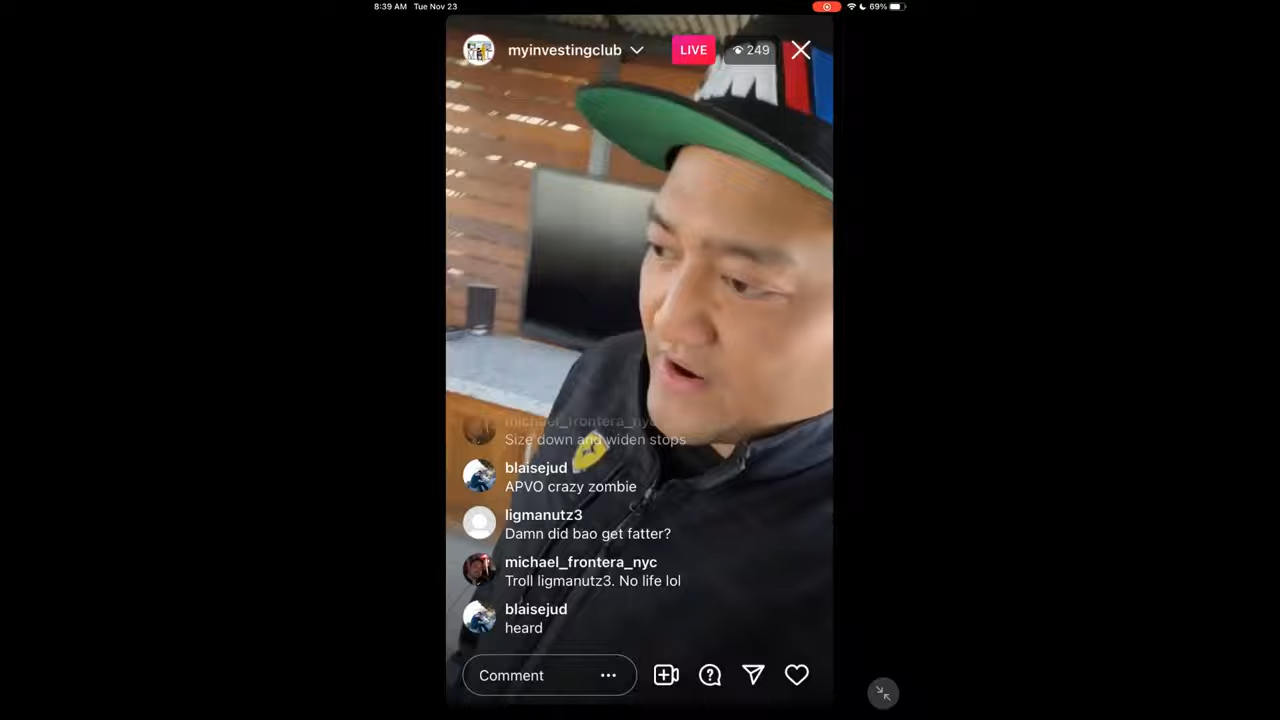 8:39 AM Tue Nov 23
69%
myinvestingclub
LIVE
249
michael_frontera_nyc
Size down and widen stops
blaisejud
APVO crazy zombie
ligmanutz3
Damn did bao get fatter?
michael_frontera_nyc
Troll ligmanutz3. No life lol
blaisejud
heard
Comment